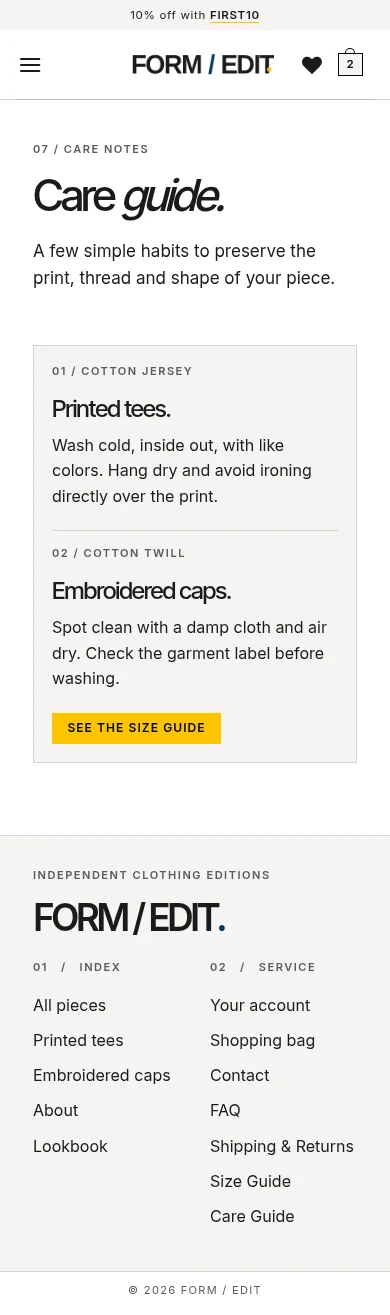 10% off with FIRST10
FORM / EDIT.
2
07 / CARE NOTES
Care guide.
A few simple habits to preserve the
print, thread and shape of your piece.
01 / COTTON JERSEY
Printed tees.
Wash cold, inside out, with like
colors. Hang dry and avoid ironing
directly over the print.
02 / COTTON TWILL
Embroidered caps.
Spot clean with a damp cloth and air
dry. Check the garment label before
washing.
SEE THE SIZE GUIDE
INDEPENDENT CLOTHING EDITIONS
FORM / EDIT.
01 / INDEX
All pieces
Printed tees
Embroidered caps
About
Lookbook
02 / SERVICE
Your account
Shopping bag
Contact
FAQ
Shipping & Returns
Size Guide
Care Guide
© 2026 FORM / EDIT